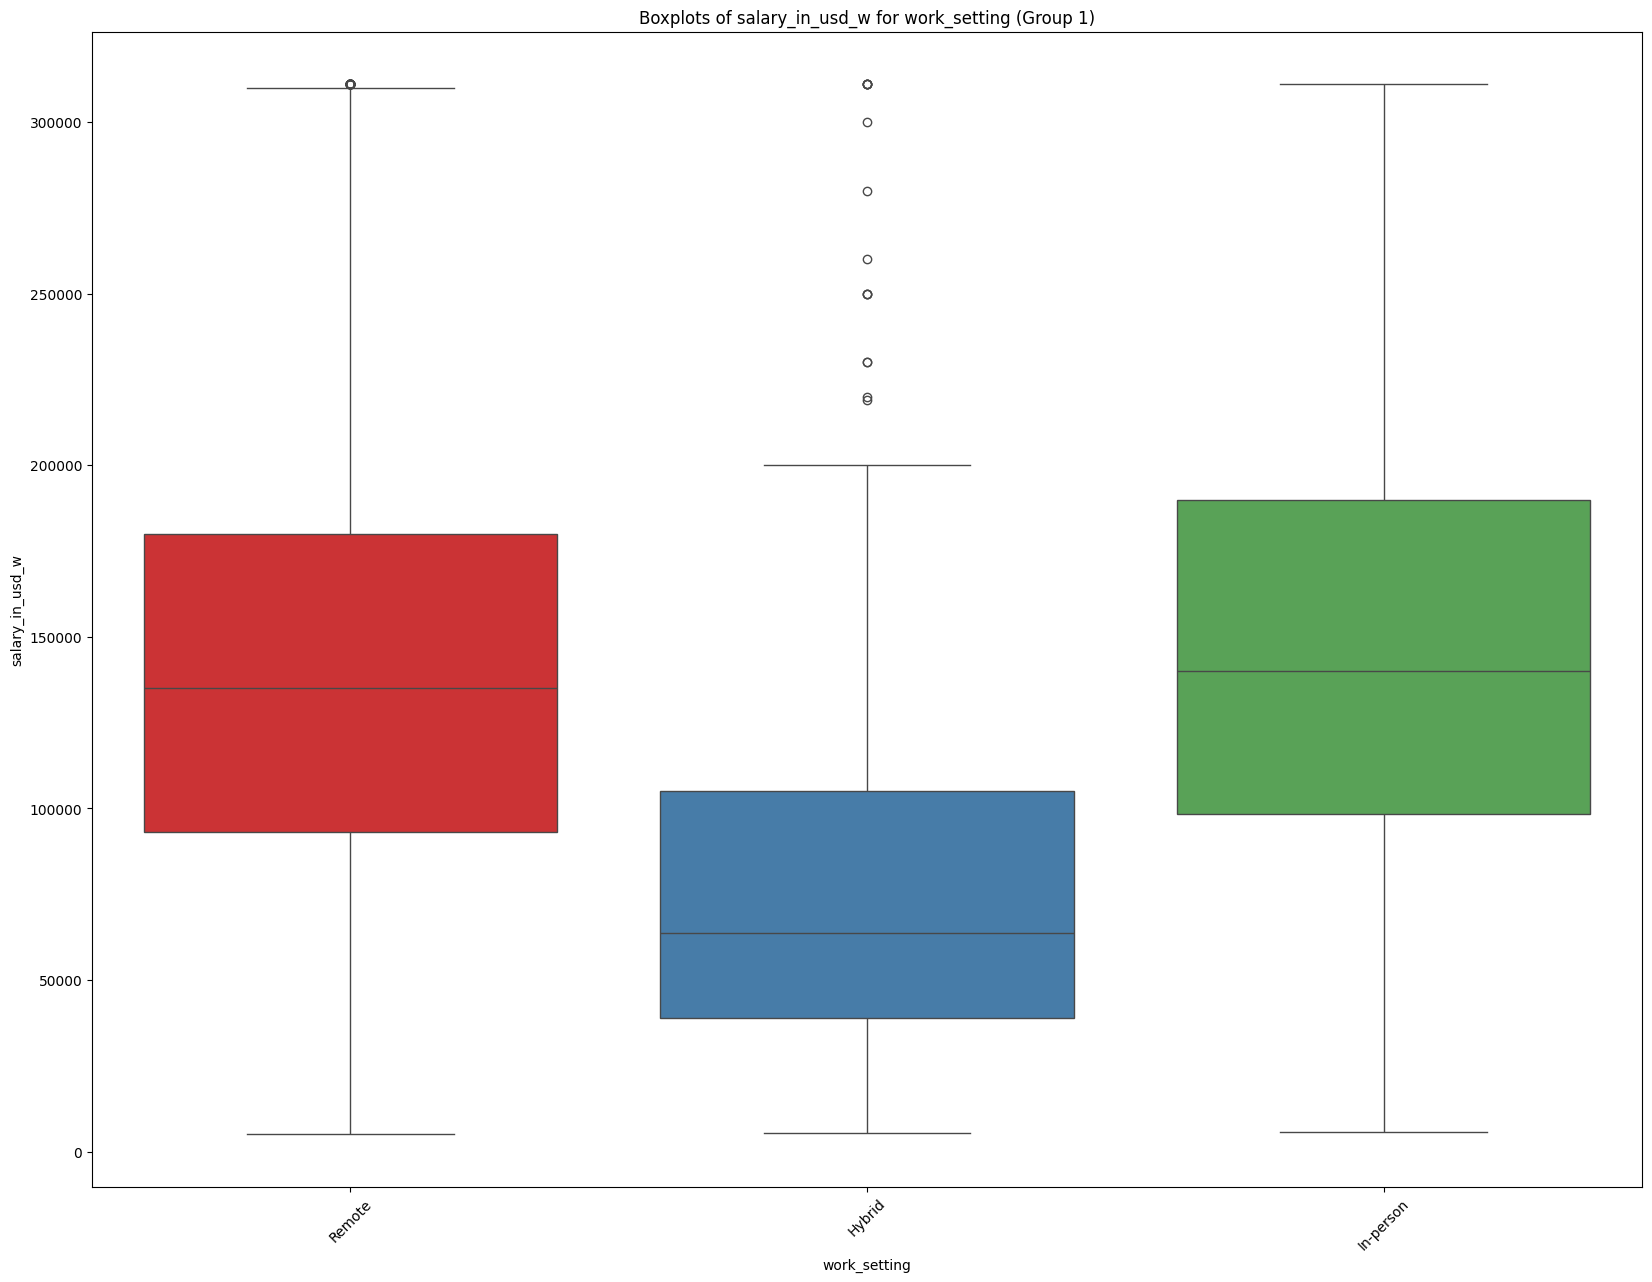 Boxplots of salary_in_usd_w for work_setting (Group 1)
salary_in_usd_w
300000
250000
200000
150000
100000
50000
0
Remote
Hybrid
In-person
work_setting